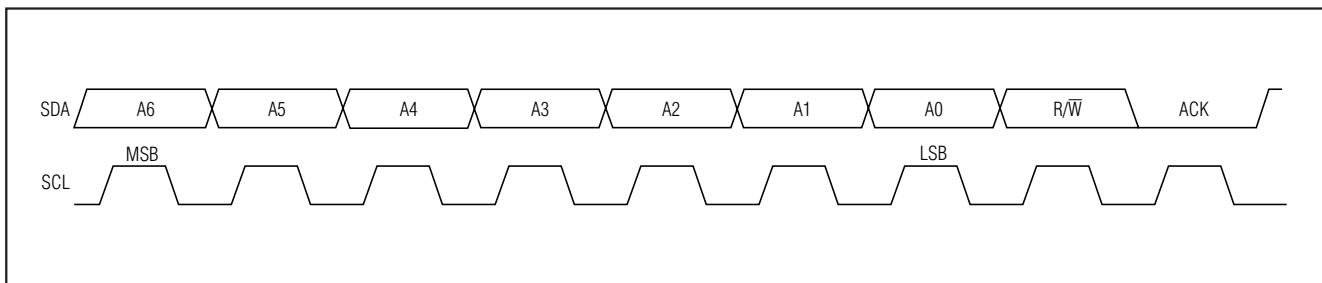 SDA A6 A5 A4 A3 A2 A1 A0 R/W̅ ACK
MSB LSB
SCL